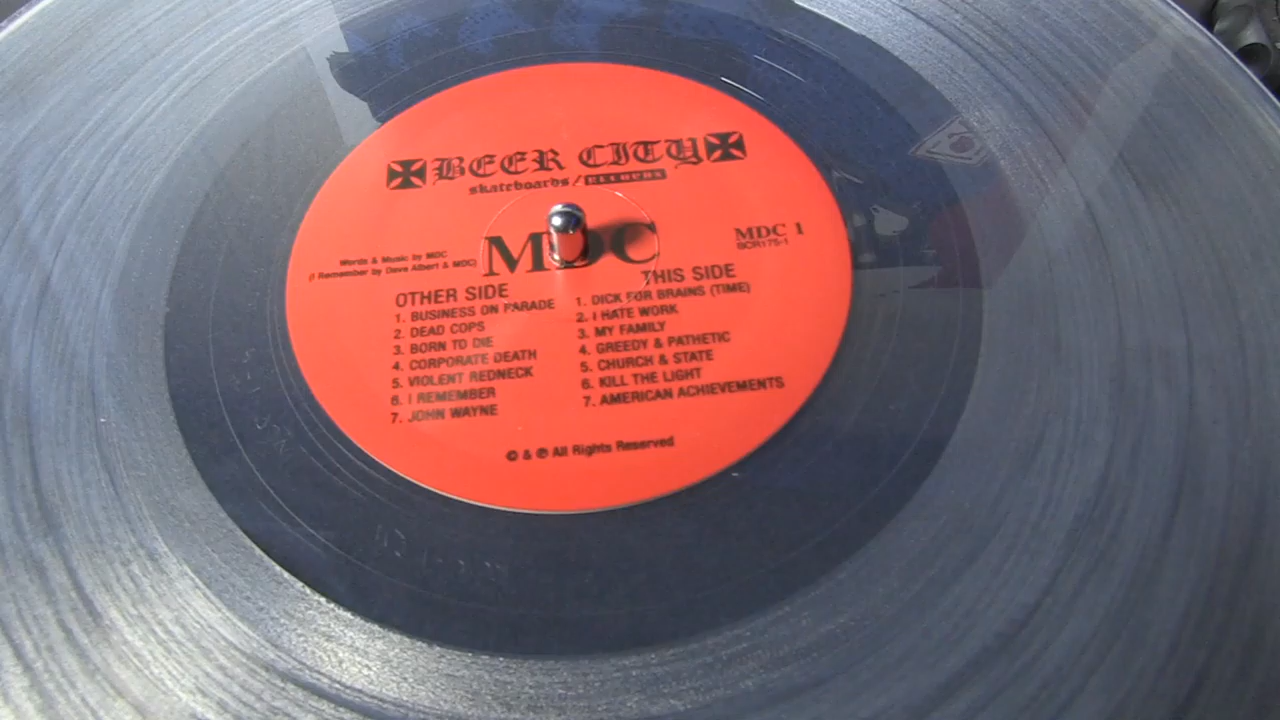 BEER CITY
skateboards/RECORDS
MDC
MDC 1
BCR175-1
Words & Music by MDC
(I Remember by Dave Albert & MDC)
OTHER SIDE
1. BUSINESS ON PARADE
2. DEAD COPS
3. BORN TO DIE
4. CORPORATE DEATH
5. VIOLENT REDNECK
6. I REMEMBER
7. JOHN WAYNE
THIS SIDE
1. DICK FOR BRAINS (TIME)
2. I HATE WORK
3. MY FAMILY
4. GREEDY & PATHETIC
5. CHURCH & STATE
6. KILL THE LIGHT
7. AMERICAN ACHIEVEMENTS
© & ℗ All Rights Reserved